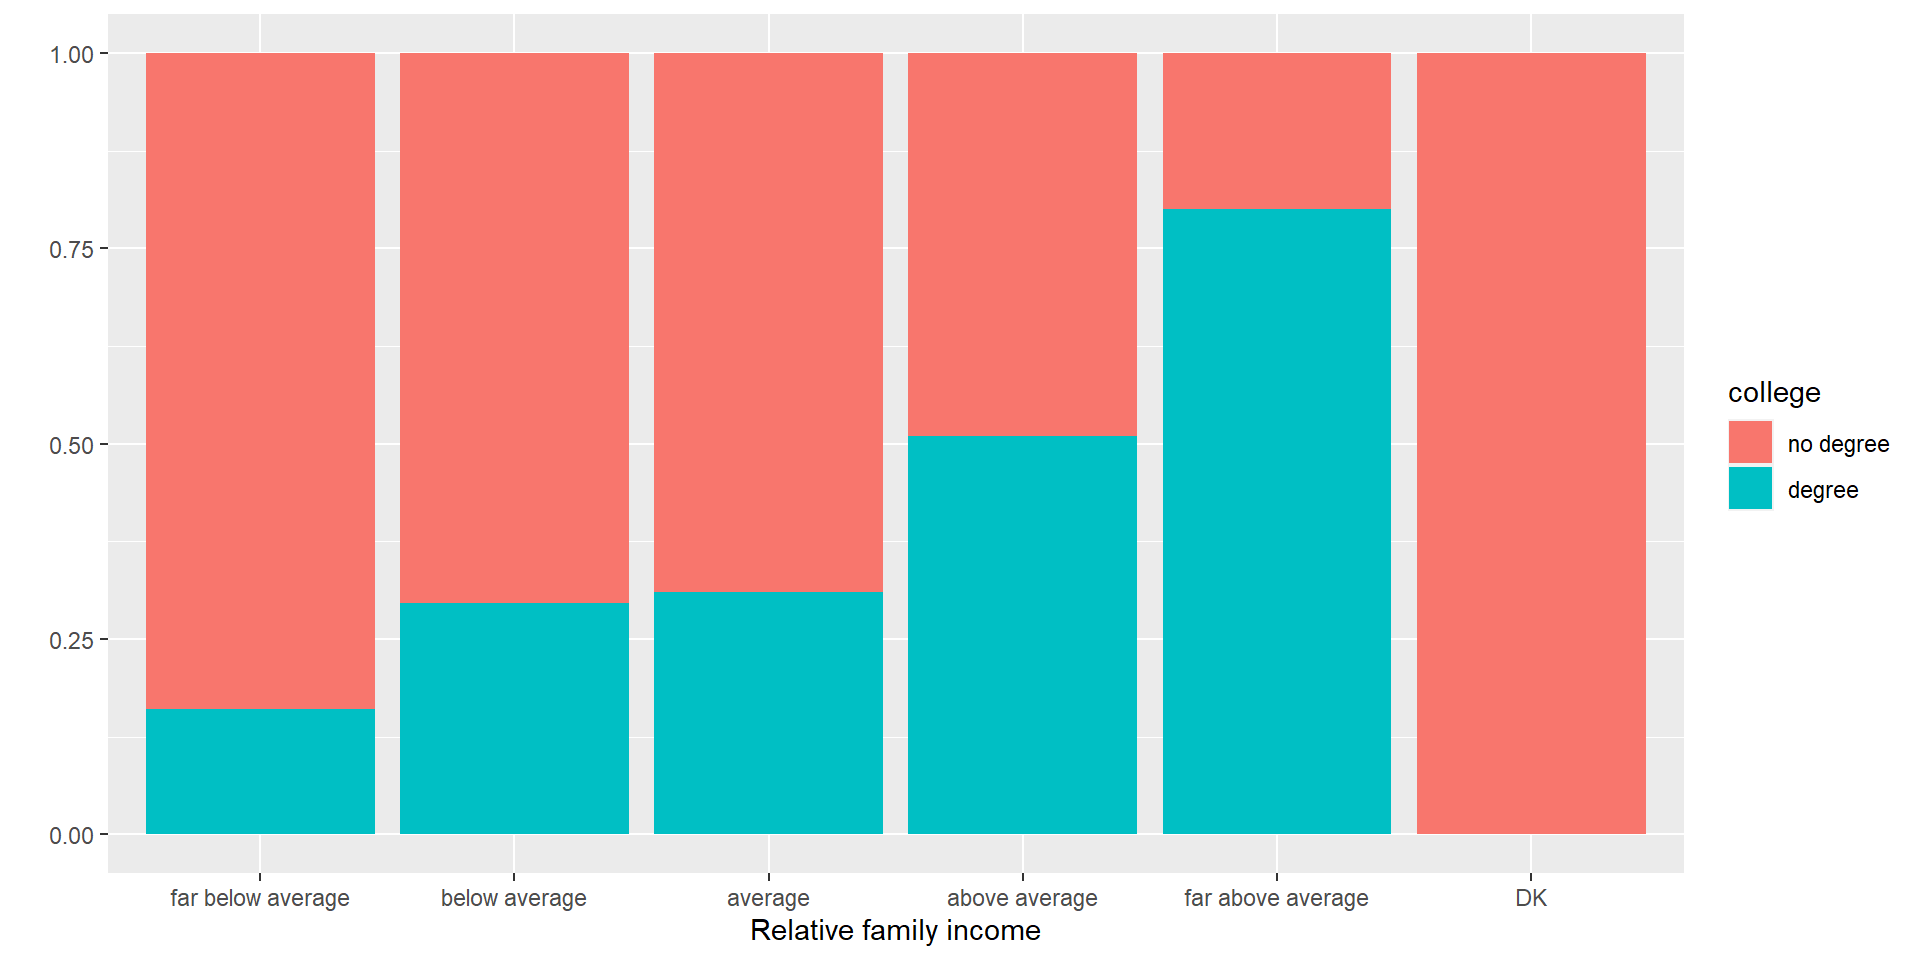 1.00
0.75
0.50
0.25
0.00
far below average
below average
average
above average
far above average
DK
Relative family income
college
no degree
degree